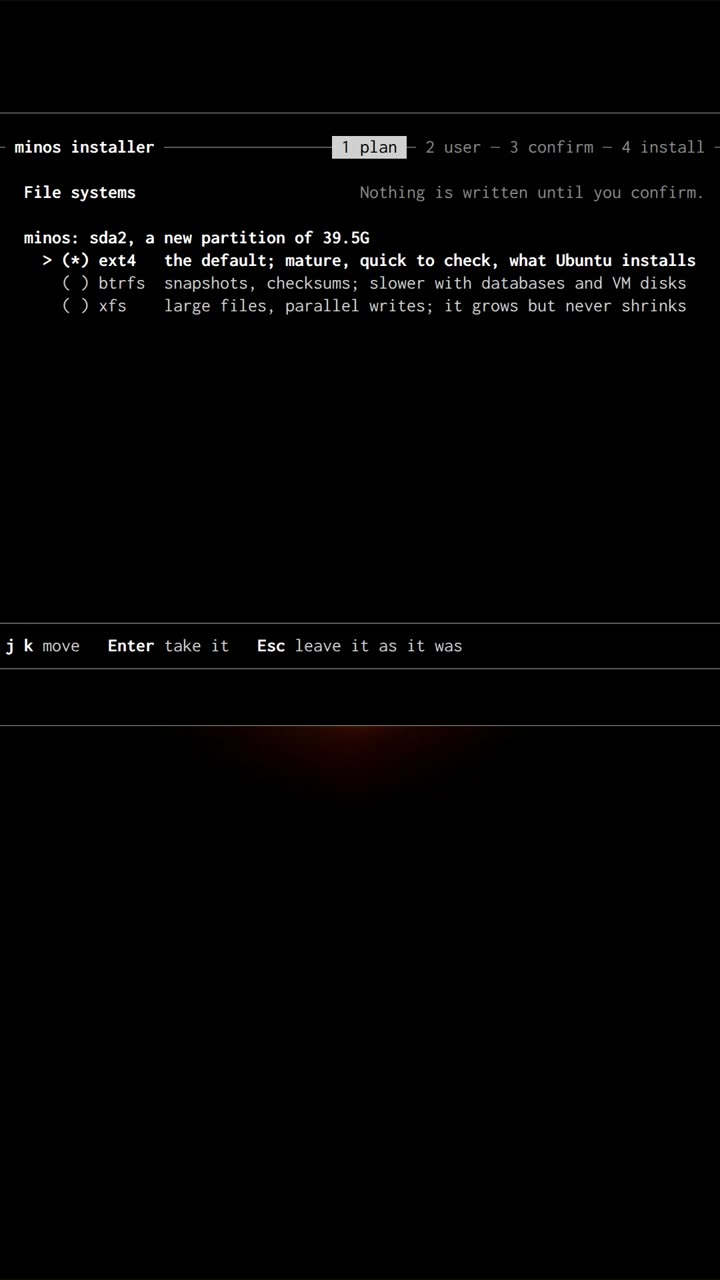 minos installer 1 plan — 2 user — 3 confirm — 4 install
File systems Nothing is written until you confirm.
minos: sda2, a new partition of 39.5G
> (*) ext4 the default; mature, quick to check, what Ubuntu installs
( ) btrfs snapshots, checksums; slower with databases and VM disks
( ) xfs large files, parallel writes; it grows but never shrinks
j k move Enter take it Esc leave it as it was